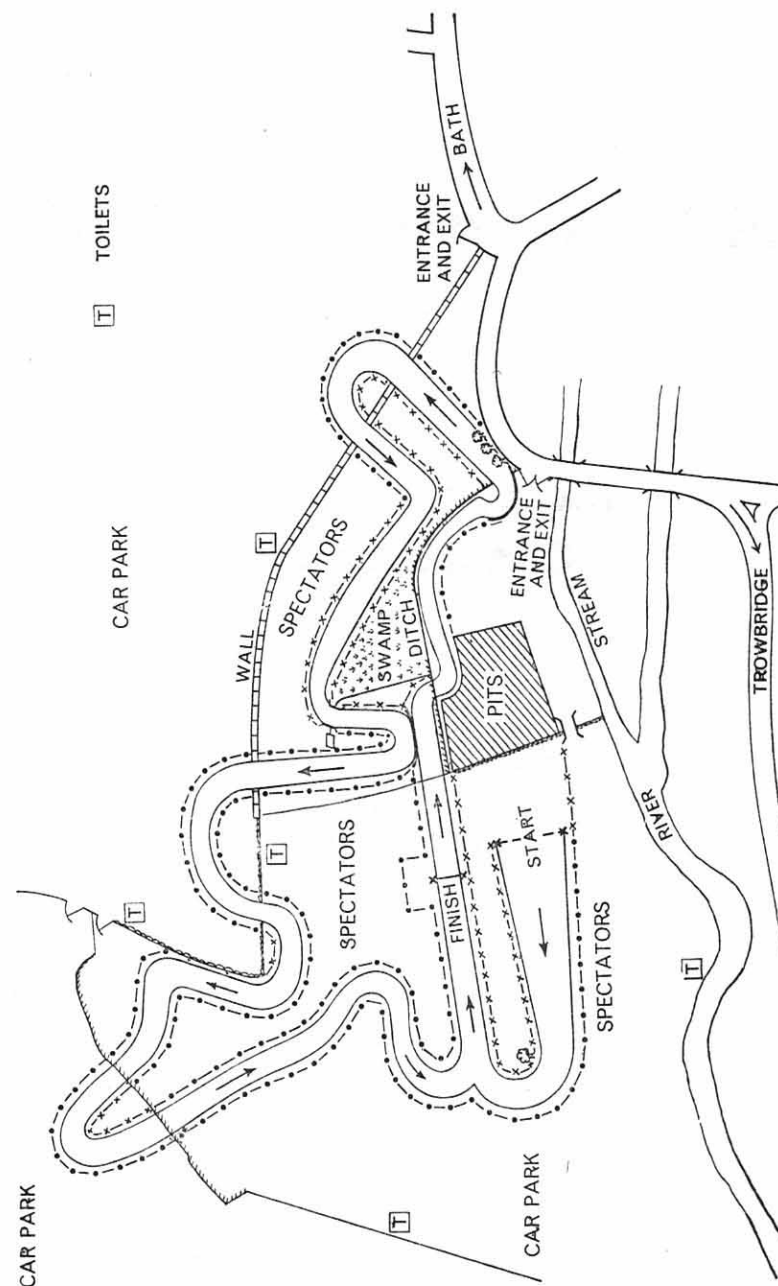 CAR PARK
T TOILETS
CAR PARK
T
WALL
T
T
SPECTATORS
SPECTATORS
SWAMP
DITCH
ENTRANCE
AND EXIT
BATH
FINISH
PITS
START
ENTRANCE
AND EXIT
T
CAR PARK
SPECTATORS
STREAM
RIVER
T
TROWBRIDGE